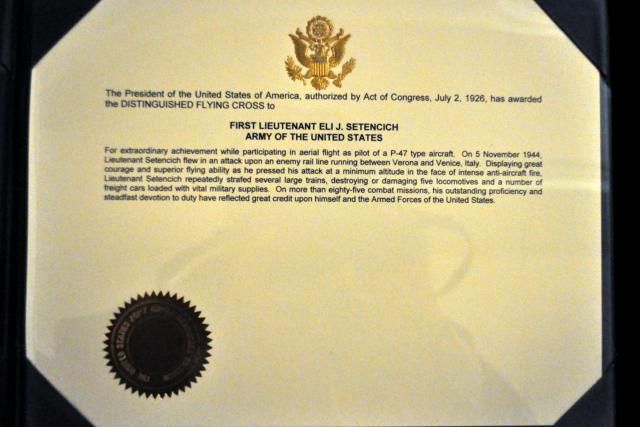 The President of the United States of America, authorized by Act of Congress, July 2, 1926, has awarded
the DISTINGUISHED FLYING CROSS to
FIRST LIEUTENANT ELI J. SETENCICH
ARMY OF THE UNITED STATES
For extraordinary achievement while participating in aerial flight as pilot of a P-47 type aircraft. On 5 November 1944,
Lieutenant Setencich flew in an attack upon an enemy rail line running between Verona and Venice, Italy. Displaying great
courage and superior flying ability as he pressed his attack at a minimum altitude in the face of intense anti-aircraft fire,
Lieutenant Setencich repeatedly strafed several large trains, destroying or damaging five locomotives and a number of
freight cars loaded with vital military supplies. On more than eighty-five combat missions, his outstanding proficiency and
steadfast devotion to duty have reflected great credit upon himself and the Armed Forces of the United States.